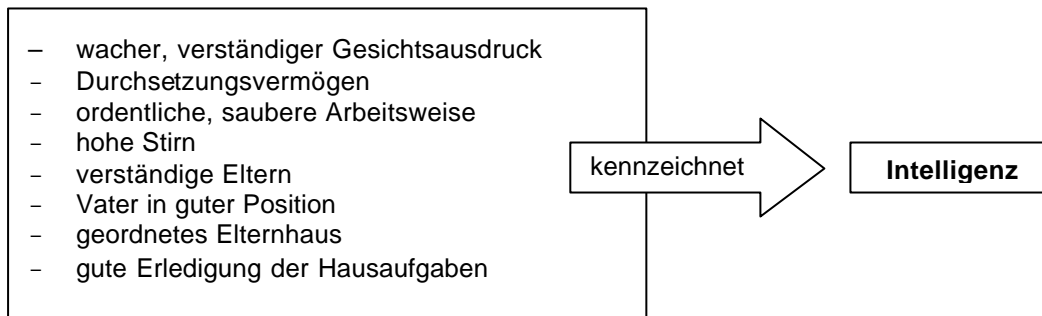 – wacher, verständiger Gesichtsausdruck
- Durchsetzungsvermögen
- ordentliche, saubere Arbeitsweise
- hohe Stirn
- verständige Eltern
- Vater in guter Position
- geordnetes Elternhaus
- gute Erledigung der Hausaufgaben
kennzeichnet
Intelligenz